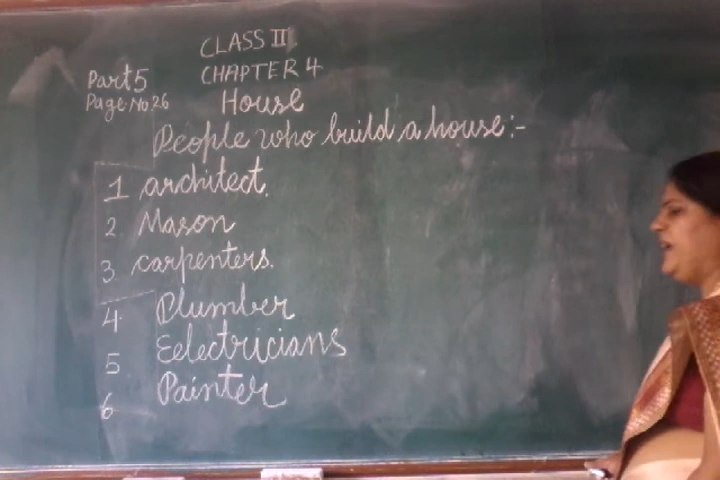 CLASS II
Part 5 CHAPTER 4
Page No 26 House
People who build a house:-
1 architect.
2. Mason
3 carpenters.
4. Plumber
5. Eelectricians
6 Painter